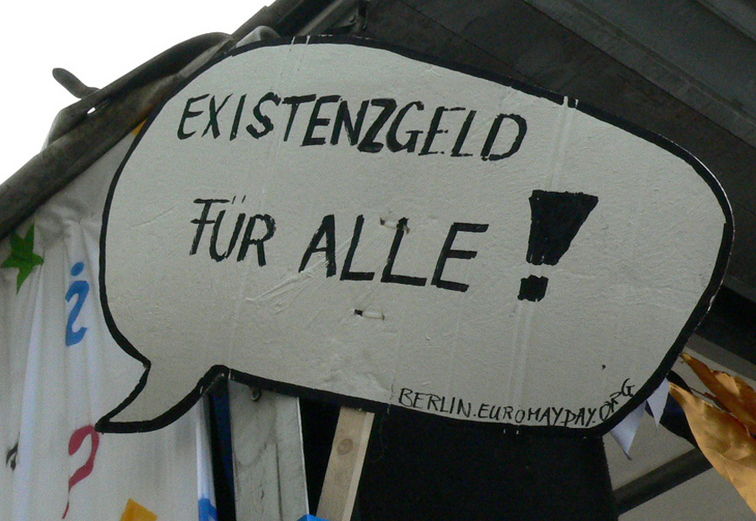 EXISTENZGELD
FÜR ALLE!
BERLIN.EUROMAYDAY.ORG
¿
?